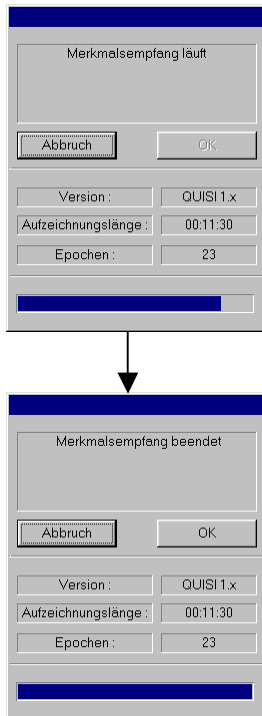 Merkmalsempfang läuft
Abbruch OK
Version : QUISI 1.x
Aufzeichnungslänge : 00:11:30
Epochen : 23
Merkmalsempfang beendet
Abbruch OK
Version : QUISI 1.x
Aufzeichnungslänge : 00:11:30
Epochen : 23